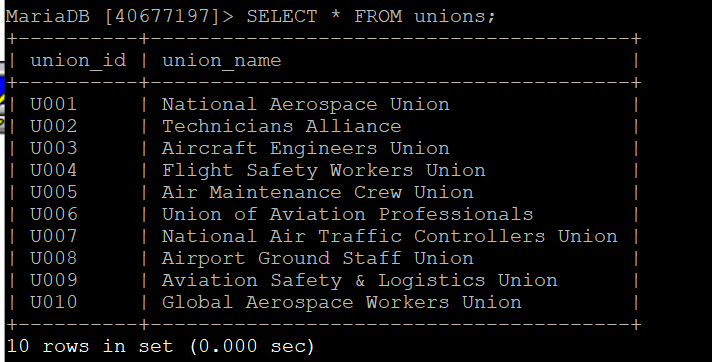 MariaDB [40677197]> SELECT * FROM unions;
+----------+----------------------------------------+
| union_id | union_name                             |
+----------+----------------------------------------+
| U001     | National Aerospace Union               |
| U002     | Technicians Alliance                   |
| U003     | Aircraft Engineers Union               |
| U004     | Flight Safety Workers Union            |
| U005     | Air Maintenance Crew Union             |
| U006     | Union of Aviation Professionals        |
| U007     | National Air Traffic Controllers Union |
| U008     | Airport Ground Staff Union             |
| U009     | Aviation Safety & Logistics Union      |
| U010     | Global Aerospace Workers Union         |
+----------+----------------------------------------+
10 rows in set (0.000 sec)